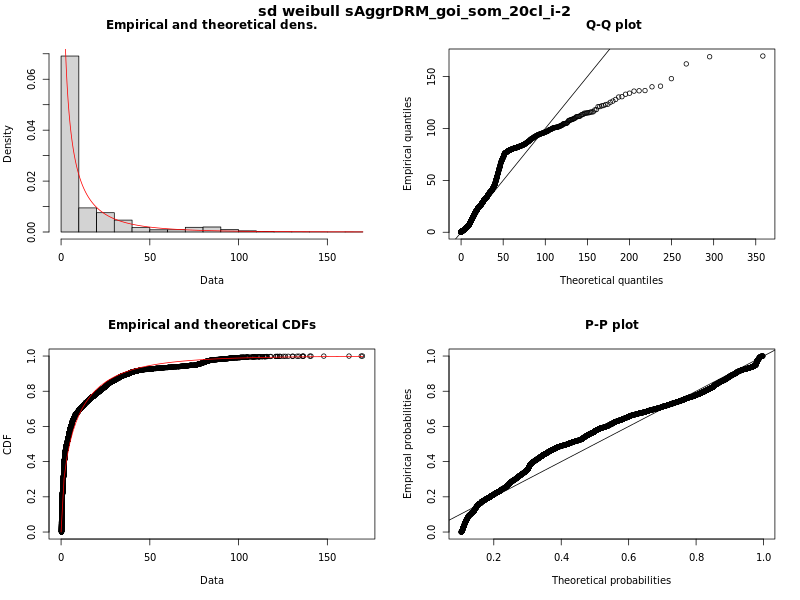 sd weibull sAggrDRM_goi_som_20cl_i-2
Empirical and theoretical dens.
Density
0.00 0.02 0.04 0.06
0 50 100 150
Data
Q-Q plot
Empirical quantiles
0 50 100 150
0 50 100 150 200 250 300 350
Theoretical quantiles
Empirical and theoretical CDFs
CDF
0.0 0.2 0.4 0.6 0.8 1.0
0 50 100 150
Data
P-P plot
Empirical probabilities
0.0 0.2 0.4 0.6 0.8 1.0
0.2 0.4 0.6 0.8 1.0
Theoretical probabilities